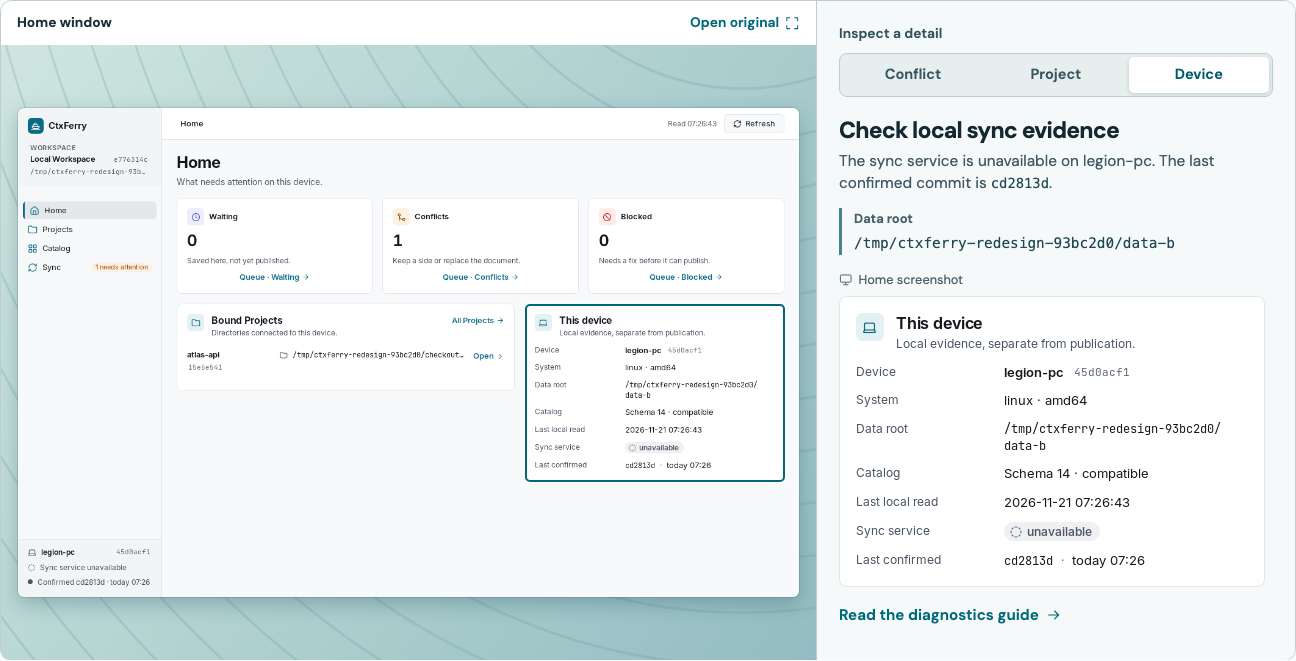 Home window
Open original
CtxFerry
WORKSPACE
Local Workspace e776314c
/tmp/ctxferry-redesign-93b…
Home
Projects
Catalog
Sync 1 needs attention
legion-pc 45d0acf1
Sync service unavailable
Confirmed cd2813d · today 07:26
Home
Read 07:26:43 Refresh
Home
What needs attention on this device.
Waiting
0
Saved here, not yet published.
Queue · Waiting →
Conflicts
1
Keep a side or replace the document.
Queue · Conflicts →
Blocked
0
Needs a fix before it can publish.
Queue · Blocked →
Bound Projects
Directories connected to this device.
All Projects →
atlas-api /tmp/ctxferry-redesign-93bc2d0/checkout… Open ›
15e5e541
This device
Local evidence, separate from publication.
Device legion-pc 45d0acf1
System linux · amd64
Data root /tmp/ctxferry-redesign-93bc2d0/
data-b
Catalog Schema 14 · compatible
Last local read 2026-11-21 07:26:43
Sync service unavailable
Last confirmed cd2813d · today 07:26
Inspect a detail
Conflict Project Device
Check local sync evidence
The sync service is unavailable on legion-pc. The last
confirmed commit is cd2813d.
Data root
/tmp/ctxferry-redesign-93bc2d0/data-b
Home screenshot
This device
Local evidence, separate from publication.
Device legion-pc 45d0acf1
System linux · amd64
Data root /tmp/ctxferry-redesign-93bc2d0/
data-b
Catalog Schema 14 · compatible
Last local read 2026-11-21 07:26:43
Sync service unavailable
Last confirmed cd2813d · today 07:26
Read the diagnostics guide →